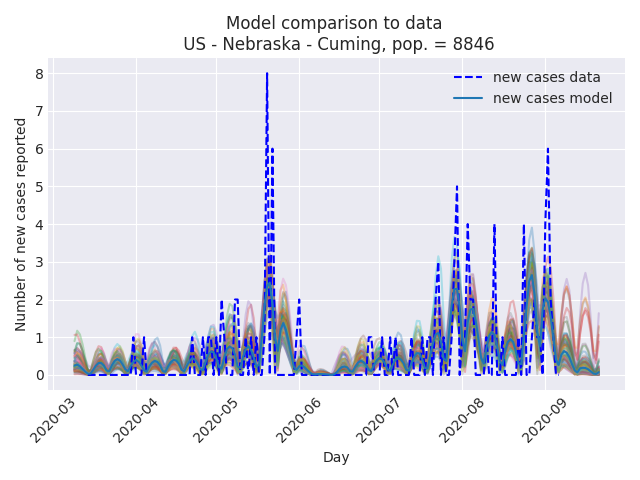 Model comparison to data
US - Nebraska - Cuming, pop. = 8846
new cases data
new cases model
Number of new cases reported
8
7
6
5
4
3
2
1
0
2020-03
2020-04
2020-05
2020-06
2020-07
2020-08
2020-09
Day